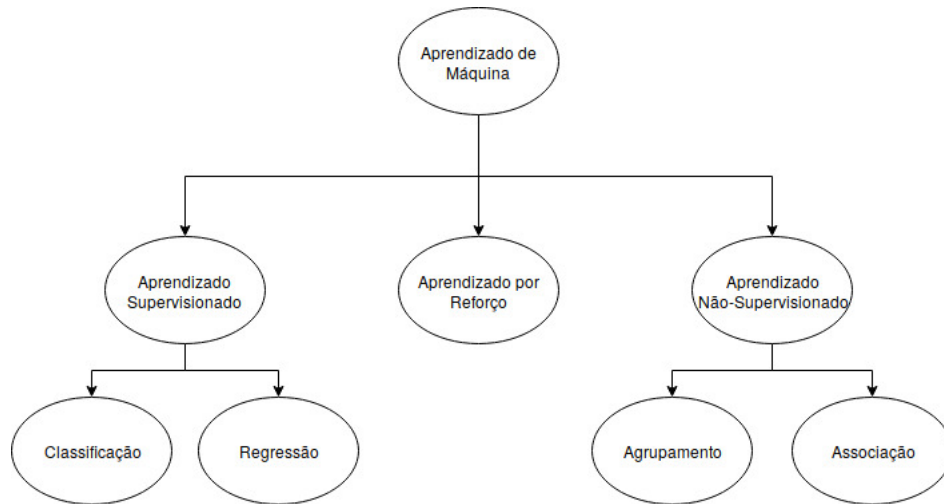 Aprendizado de
Máquina
Aprendizado
Supervisionado
Aprendizado por
Reforço
Aprendizado
Não-Supervisionado
Classificação
Regressão
Agrupamento
Associação